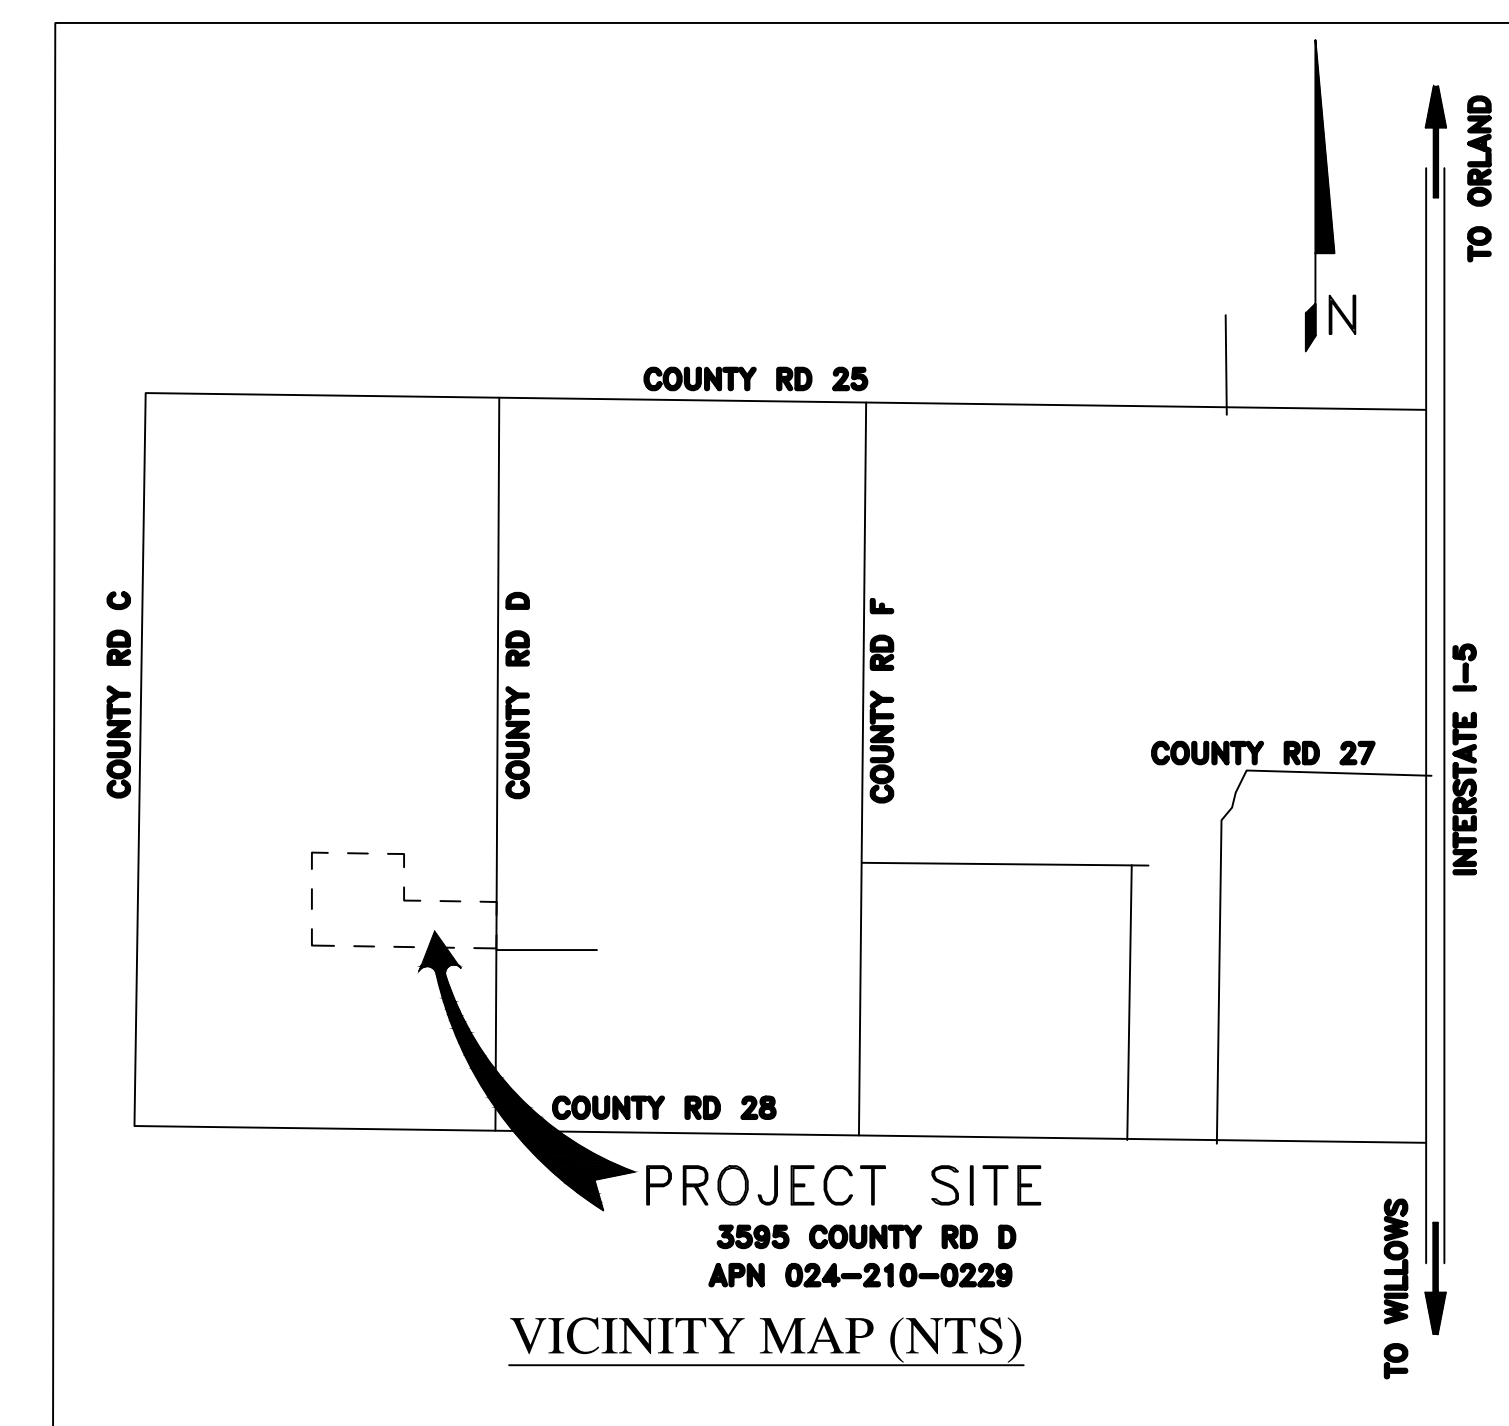 TO ORLAND
N
COUNTY RD 25
COUNTY RD C
COUNTY RD D
COUNTY RD F
INTERSTATE I-5
COUNTY RD 27
COUNTY RD 28
PROJECT SITE
3595 COUNTY RD D
APN 024-210-0229
TO WILLOWS
VICINITY MAP (NTS)